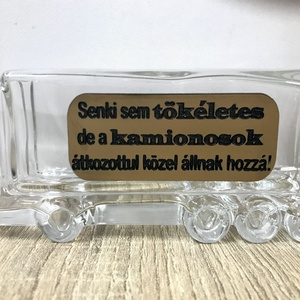 Senki sem tökéletes
de a kamionosok
átkozottul közel állnak hozzá!